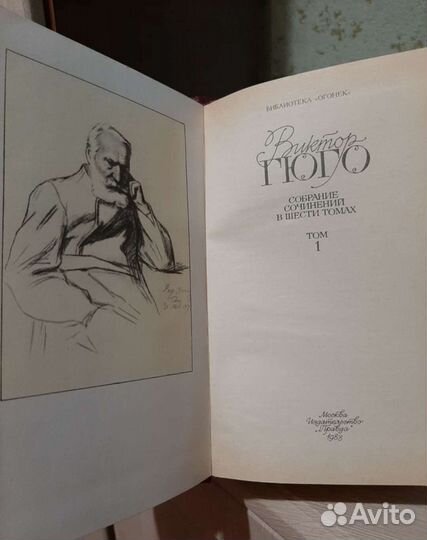 БИБЛИОТЕКА «ОГОНЕК»
Виктор
ГЮГО
СОБРАНИЕ
СОЧИНЕНИЙ
В ШЕСТИ ТОМАХ
ТОМ
1
Москва
Издательство
„Правда“
1988
Avito